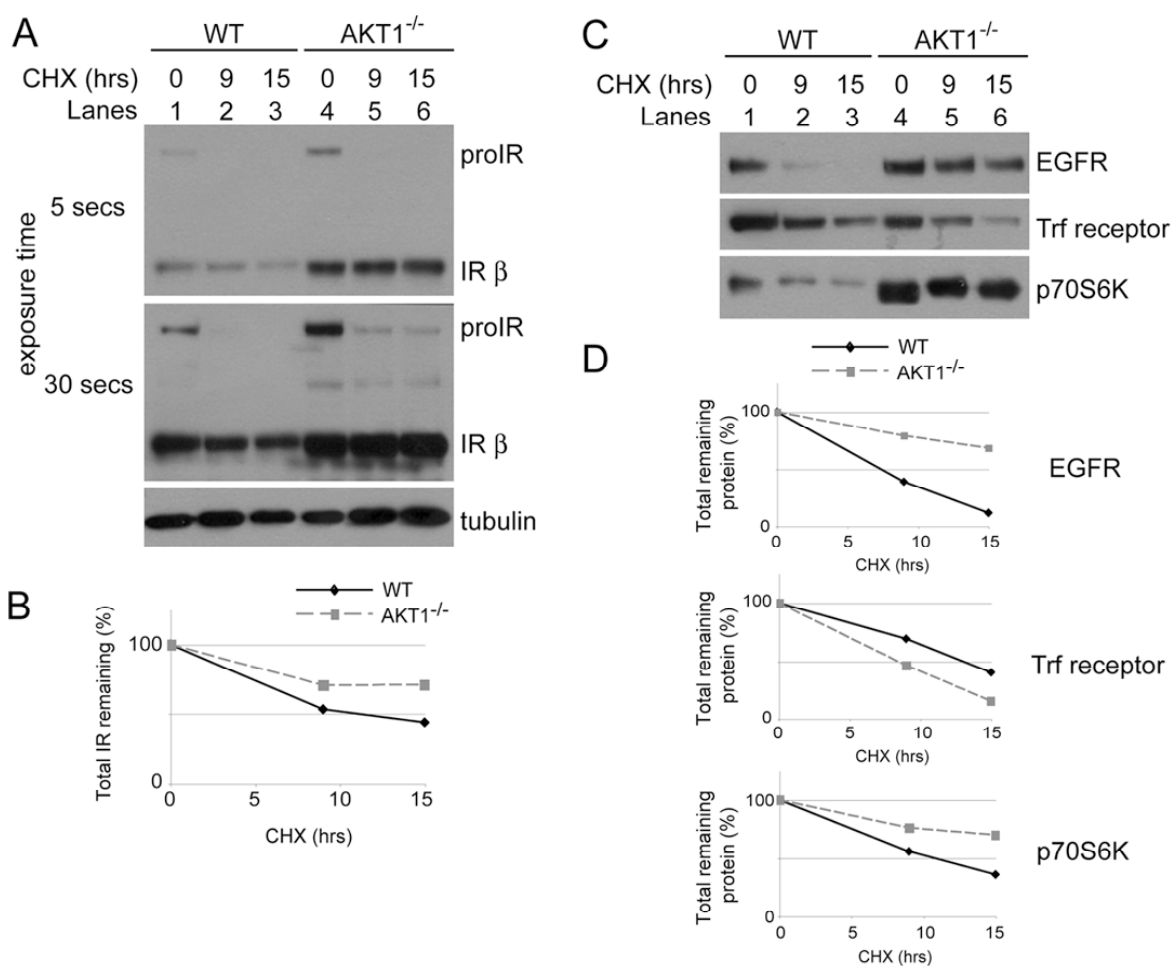 A
WT AKT1-/-
CHX (hrs) 0 9 15 0 9 15
Lanes 1 2 3 4 5 6
exposure time
5 secs
proIR
IR β
30 secs
proIR
IR β
tubulin
B
WT
AKT1-/-
Total IR remaining (%)
100
0
0 5 10 15
CHX (hrs)
C
WT AKT1-/-
CHX (hrs) 0 9 15 0 9 15
Lanes 1 2 3 4 5 6
EGFR
Trf receptor
p70S6K
D
WT
AKT1-/-
Total remaining
protein (%)
100
0
0 5 10 15
CHX (hrs)
EGFR
Total remaining
protein (%)
100
0
0 5 10 15
CHX (hrs)
Trf receptor
Total remaining
protein (%)
100
0
0 5 10 15
CHX (hrs)
p70S6K